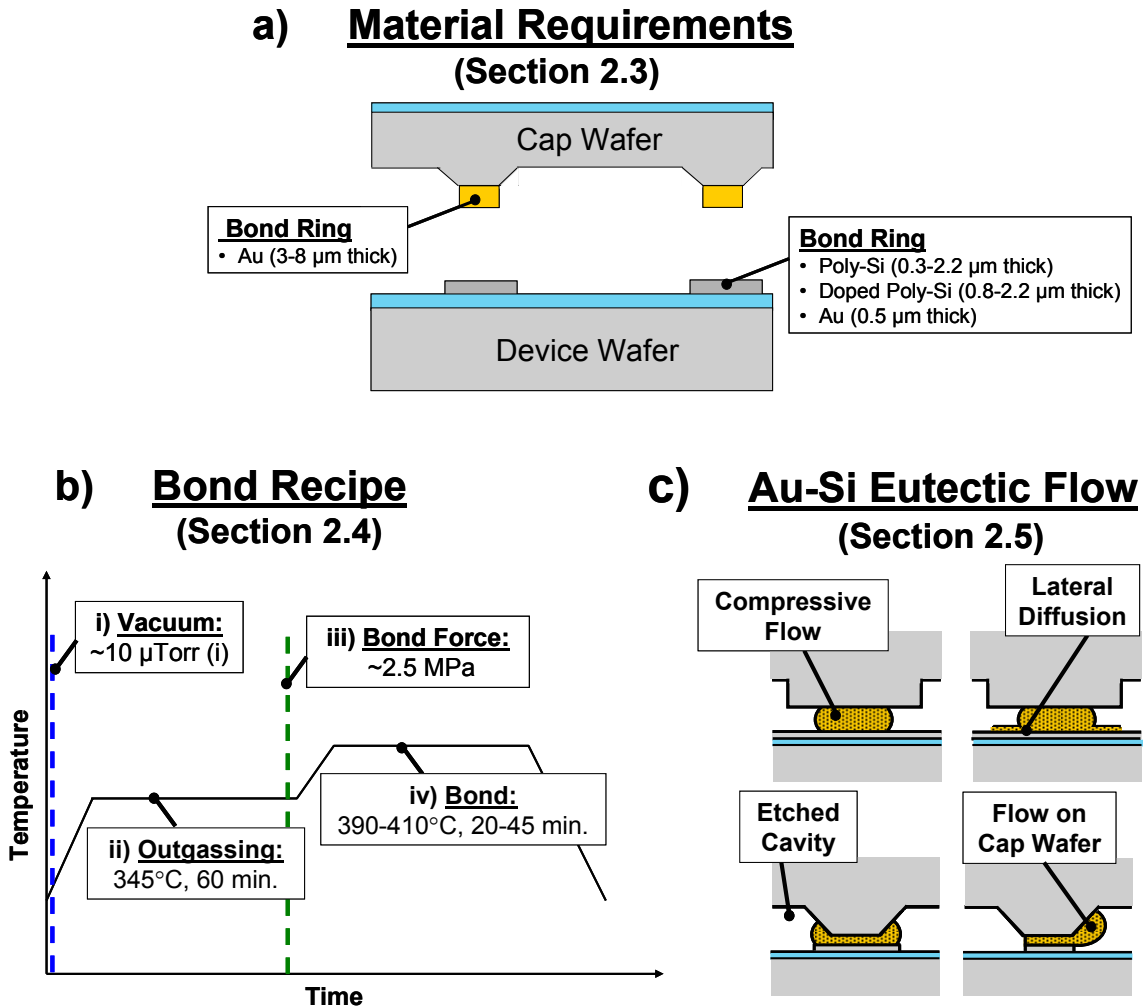 a) Material Requirements
(Section 2.3)
Cap Wafer
Bond Ring
• Au (3-8 µm thick)
Bond Ring
• Poly-Si (0.3-2.2 µm thick)
• Doped Poly-Si (0.8-2.2 µm thick)
• Au (0.5 µm thick)
Device Wafer
b) Bond Recipe
(Section 2.4)
i) Vacuum:
~10 µTorr (i)
iii) Bond Force:
~2.5 MPa
Temperature
ii) Outgassing:
345°C, 60 min.
iv) Bond:
390-410°C, 20-45 min.
Time
c) Au-Si Eutectic Flow
(Section 2.5)
Compressive
Flow
Lateral
Diffusion
Etched
Cavity
Flow on
Cap Wafer